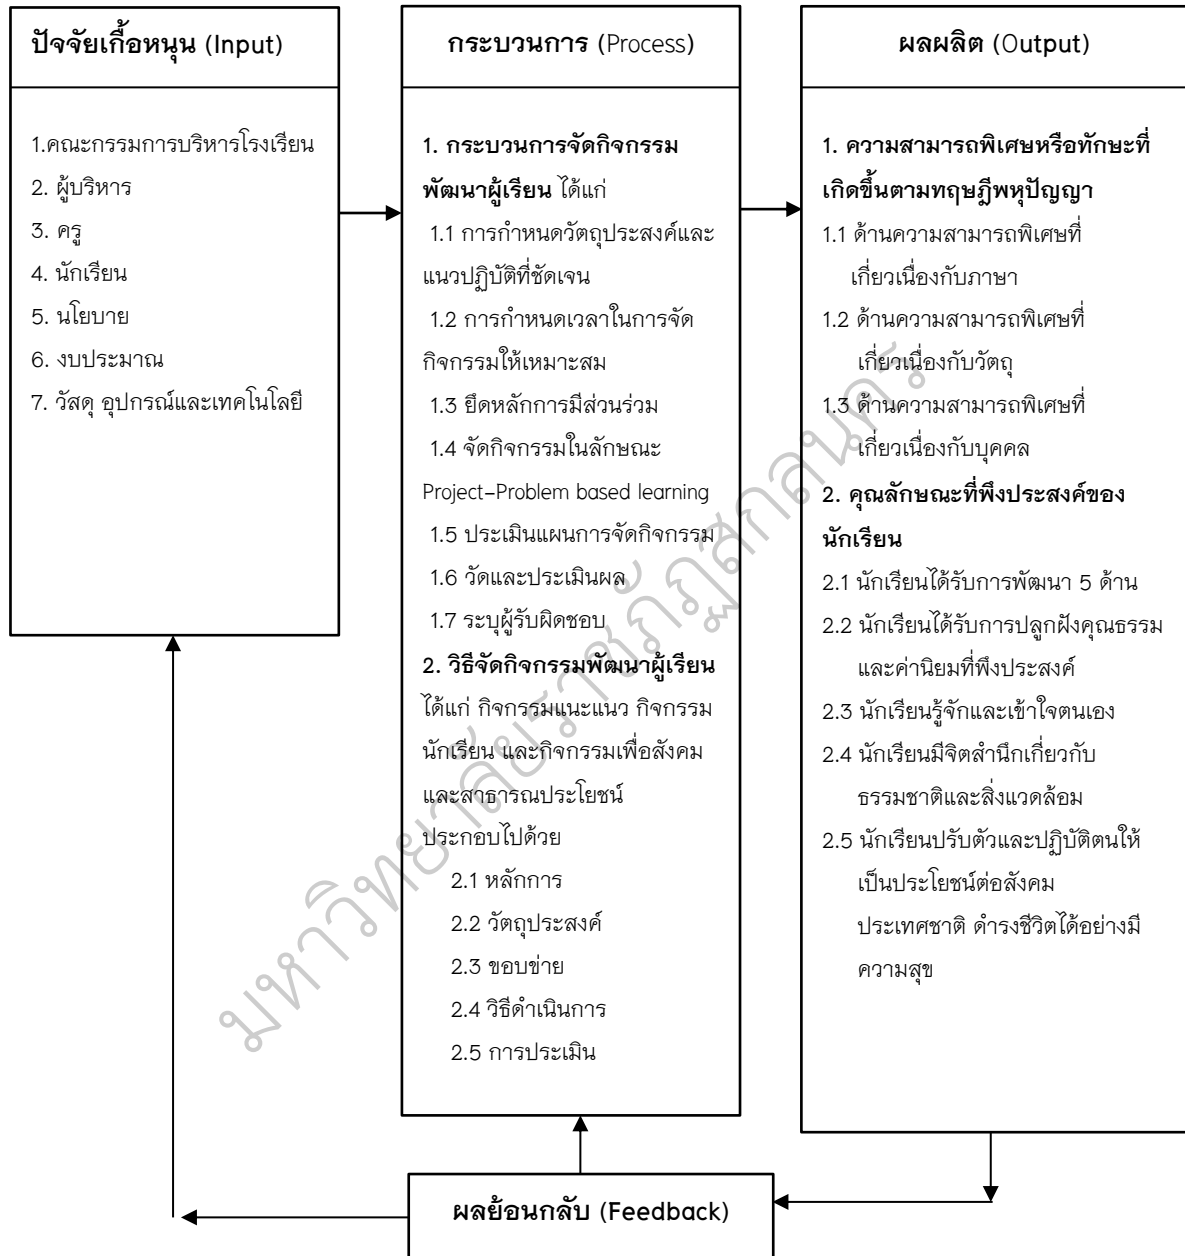 ปัจจัยเกื้อหนุน (Input)
1.คณะกรรมการบริหารโรงเรียน
2. ผู้บริหาร
3. ครู
4. นักเรียน
5. นโยบาย
6. งบประมาณ
7. วัสดุ อุปกรณ์และเทคโนโลยี
กระบวนการ (Process)
1. กระบวนการจัดกิจกรรม
พัฒนาผู้เรียน ได้แก่
1.1 การกำหนดวัตถุประสงค์และ
แนวปฏิบัติที่ชัดเจน
1.2 การกำหนดเวลาในการจัด
กิจกรรมให้เหมาะสม
1.3 ยึดหลักการมีส่วนร่วม
1.4 จัดกิจกรรมในลักษณะ
Project–Problem based learning
1.5 ประเมินแผนการจัดกิจกรรม
1.6 วัดและประเมินผล
1.7 ระบุผู้รับผิดชอบ
2. วิธีจัดกิจกรรมพัฒนาผู้เรียน
ได้แก่ กิจกรรมแนะแนว กิจกรรม
นักเรียน และกิจกรรมเพื่อสังคม
และสาธารณประโยชน์
ประกอบไปด้วย
2.1 หลักการ
2.2 วัตถุประสงค์
2.3 ขอบข่าย
2.4 วิธีดำเนินการ
2.5 การประเมิน
ผลผลิต (Output)
1. ความสามารถพิเศษหรือทักษะที่
เกิดขึ้นตามทฤษฎีพหุปัญญา
1.1 ด้านความสามารถพิเศษที่
เกี่ยวเนื่องกับภาษา
1.2 ด้านความสามารถพิเศษที่
เกี่ยวเนื่องกับวัตถุ
1.3 ด้านความสามารถพิเศษที่
เกี่ยวเนื่องกับบุคคล
2. คุณลักษณะที่พึงประสงค์ของ
นักเรียน
2.1 นักเรียนได้รับการพัฒนา 5 ด้าน
2.2 นักเรียนได้รับการปลูกฝังคุณธรรม
และค่านิยมที่พึงประสงค์
2.3 นักเรียนรู้จักและเข้าใจตนเอง
2.4 นักเรียนมีจิตสำนึกเกี่ยวกับ
ธรรมชาติและสิ่งแวดล้อม
2.5 นักเรียนปรับตัวและปฏิบัติตนให้
เป็นประโยชน์ต่อสังคม
ประเทศชาติ ดำรงชีวิตได้อย่างมี
ความสุข
ผลย้อนกลับ (Feedback)
มหาวิทยาลัยราชภัฏสกลนคร